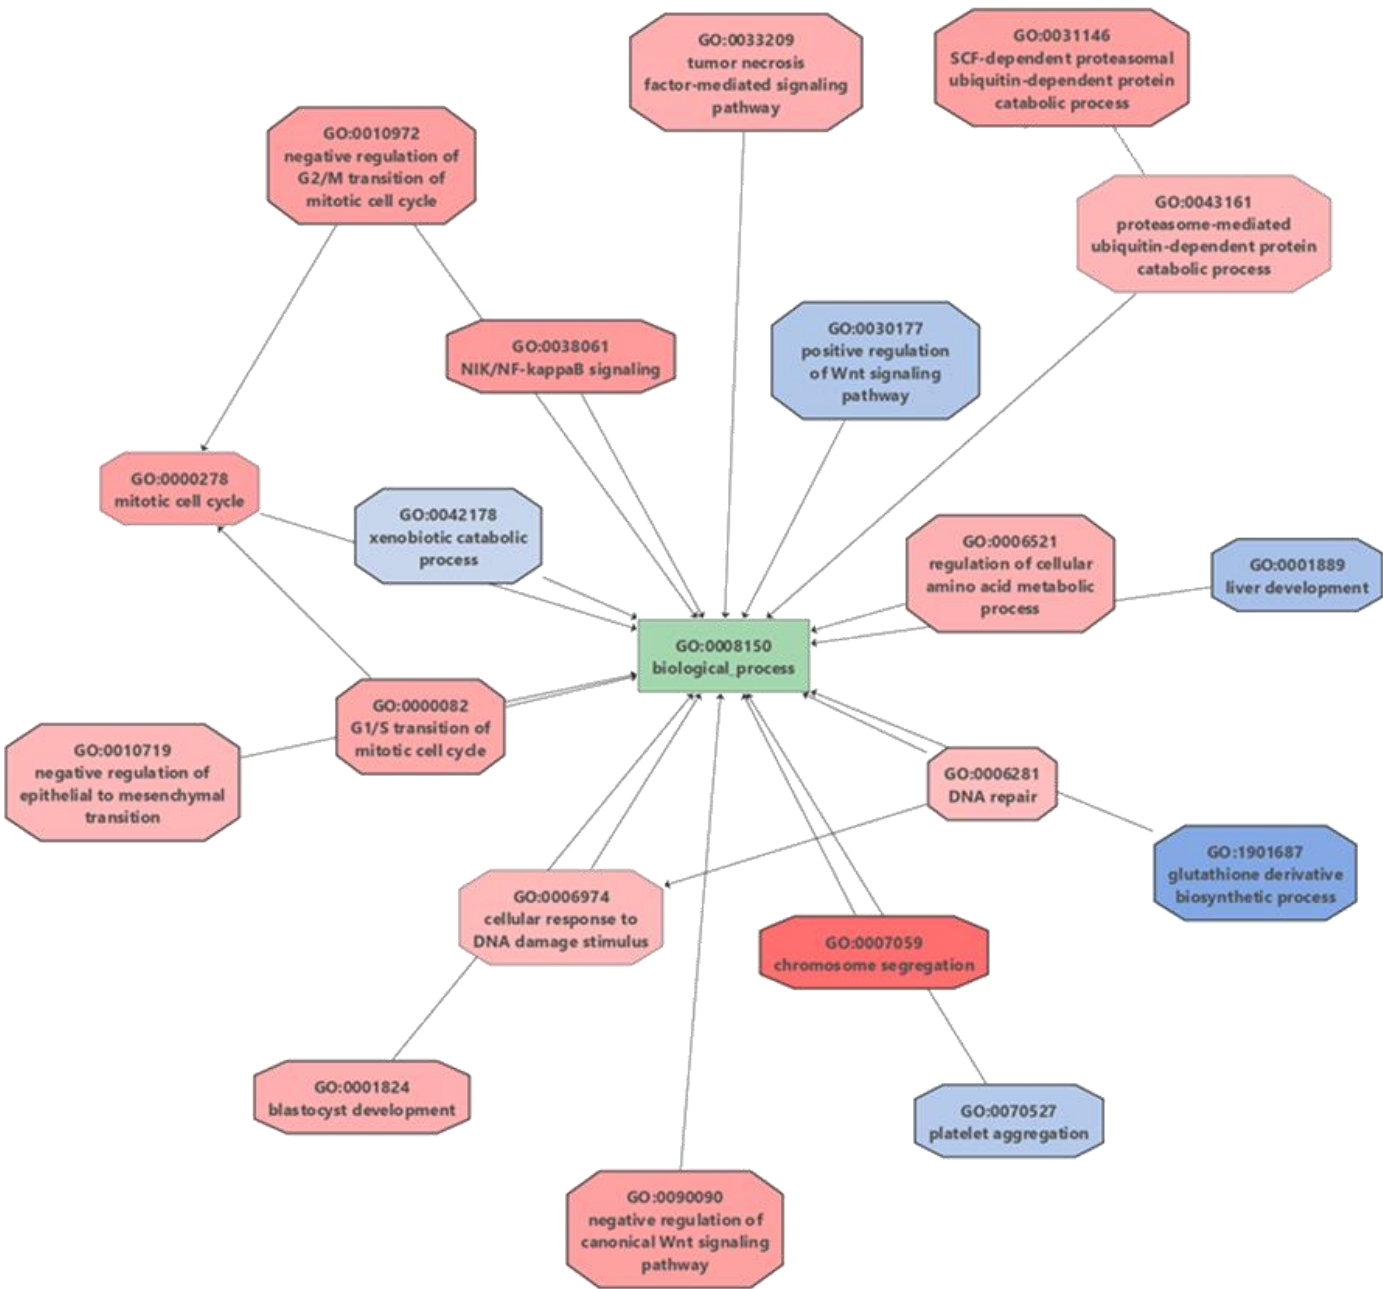 GO:0033209
tumor necrosis
factor-mediated signaling
pathway
GO:0031146
SCF-dependent proteasomal
ubiquitin-dependent protein
catabolic process
GO:0010972
negative regulation of
G2/M transition of
mitotic cell cycle
GO:0043161
proteasome-mediated
ubiquitin-dependent protein
catabolic process
GO:0038061
NIK/NF-kappaB signaling
GO:0030177
positive regulation
of Wnt signaling
pathway
GO:0000278
mitotic cell cycle
GO:0042178
xenobiotic catabolic
process
GO:0006521
regulation of cellular
amino acid metabolic
process
GO:0001889
liver development
GO:0008150
biological_process
GO:0000082
G1/S transition of
mitotic cell cycle
GO:0010719
negative regulation of
epithelial to mesenchymal
transition
GO:0006281
DNA repair
GO:1901687
glutathione derivative
biosynthetic process
GO:0006974
cellular response to
DNA damage stimulus
GO:0007059
chromosome segregation
GO:0001824
blastocyst development
GO:0070527
platelet aggregation
GO:0090090
negative regulation of
canonical Wnt signaling
pathway